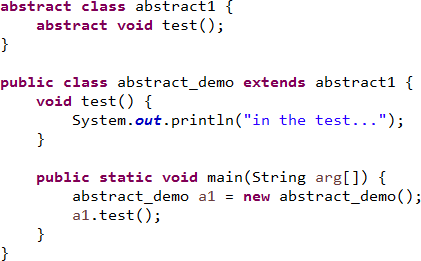 abstract class abstract1 {
    abstract void test();
}

public class abstract_demo extends abstract1 {
    void test() {
        System.out.println("in the test...");
    }

    public static void main(String arg[]) {
        abstract_demo a1 = new abstract_demo();
        a1.test();
    }
}